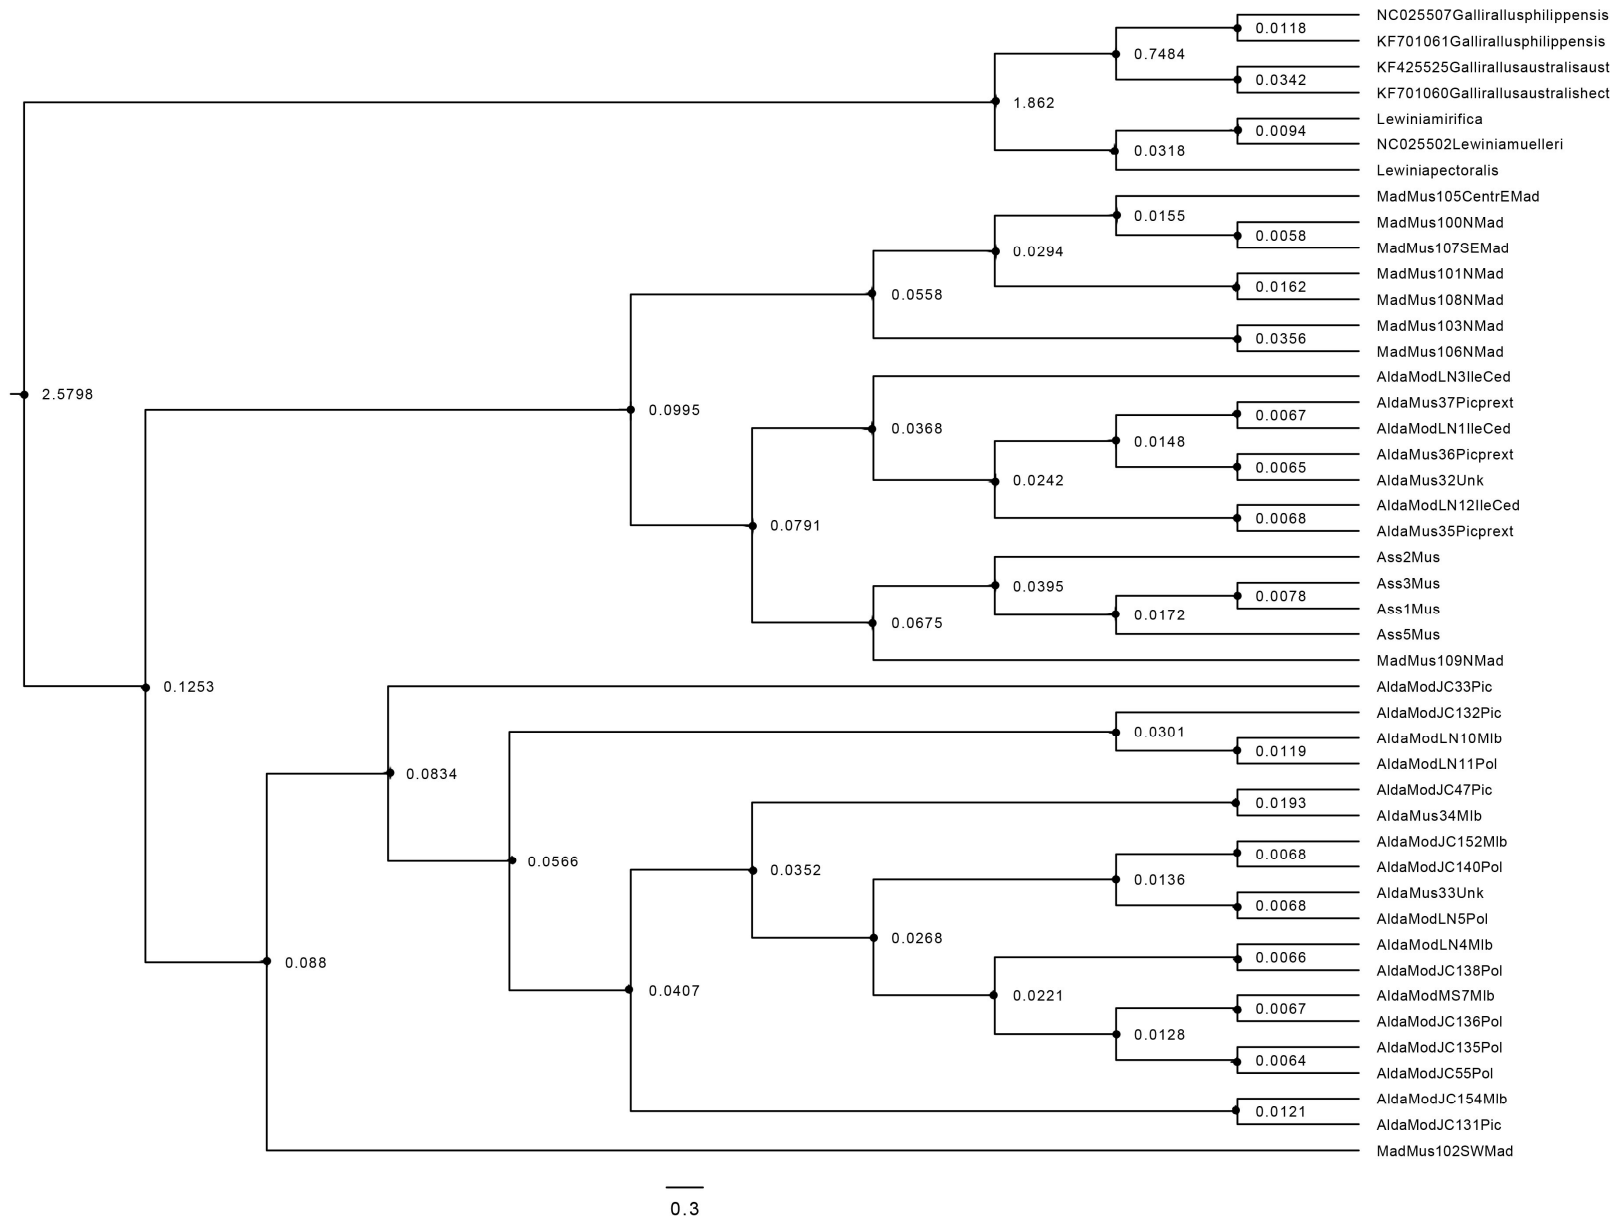 NC025507Gallirallusphilippensis
0.0118
KF701061Gallirallusphilippensis
0.7484
KF425525Gallirallusaustralisaust
0.0342
KF701060Gallirallusaustralishect
1.862
Lewiniamirifica
0.0094
NC025502Lewiniamuelleri
0.0318
Lewiniapectoralis
MadMus105CentrEMad
0.0155
MadMus100NMad
0.0058
MadMus107SEMad
0.0294
MadMus101NMad
0.0162
MadMus108NMad
0.0558
MadMus103NMad
0.0356
MadMus106NMad
2.5798
0.0995
AldaModLN3IleCed
AldaMus37Picprext
0.0067
AldaModLN1IleCed
0.0368
0.0148
AldaMus36Picprext
0.0065
AldaMus32Unk
0.0242
AldaModLN12IleCed
0.0068
AldaMus35Picprext
0.0791
Ass2Mus
0.0395
Ass3Mus
0.0078
Ass1Mus
0.0172
0.0675
Ass5Mus
MadMus109NMad
0.1253
AldaModJC33Pic
AldaModJC132Pic
0.0301
AldaModLN10Mlb
0.0119
AldaModLN11Pol
0.0834
AldaModJC47Pic
0.0193
AldaMus34Mlb
AldaModJC152Mlb
0.0068
AldaModJC140Pol
0.0566
0.0352
0.0136
AldaMus33Unk
0.0068
AldaModLN5Pol
0.0268
AldaModLN4Mlb
0.0066
AldaModJC138Pol
0.088
0.0407
0.0221
AldaModMS7Mlb
0.0067
AldaModJC136Pol
0.0128
AldaModJC135Pol
0.0064
AldaModJC55Pol
AldaModJC154Mlb
0.0121
AldaModJC131Pic
MadMus102SWMad
0.3